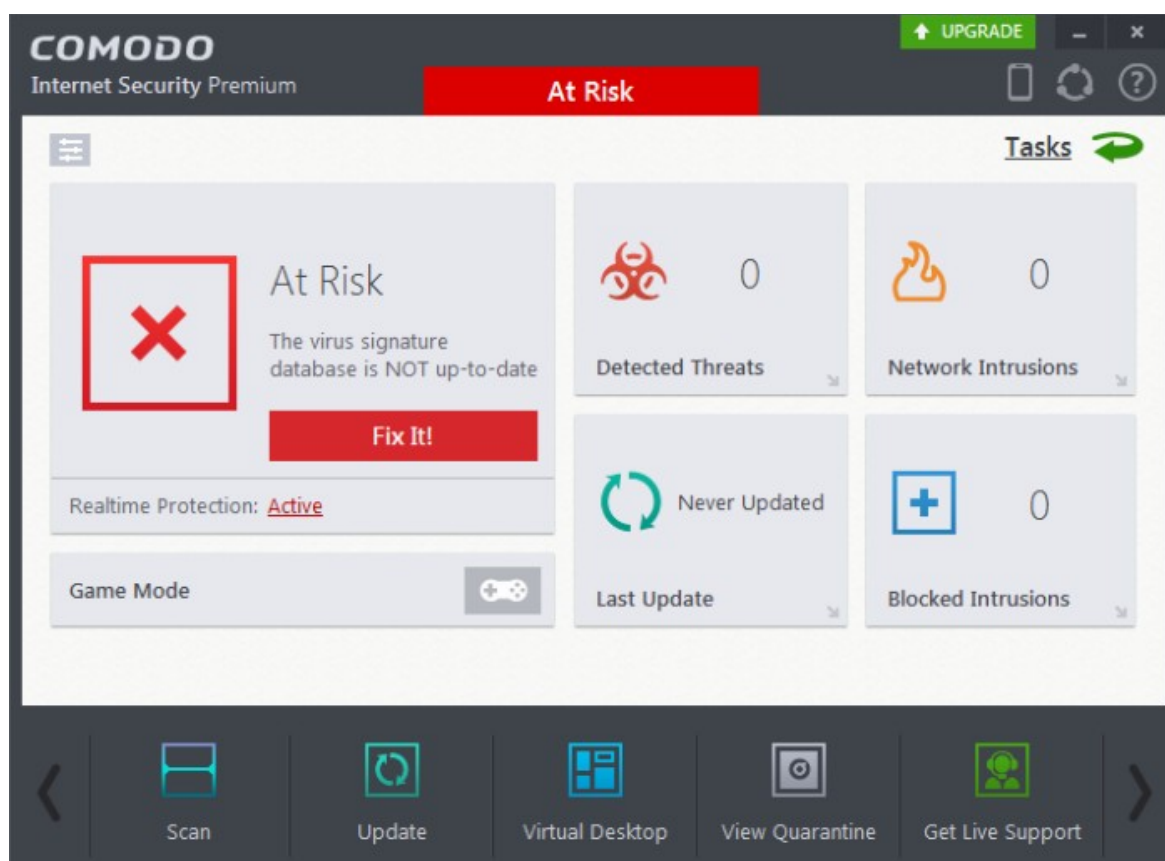 COMODO
UPGRADE
Internet Security Premium
At Risk
Tasks
At Risk
The virus signature
database is NOT up-to-date
Fix It!
Realtime Protection: Active
Game Mode
0
Detected Threats
0
Network Intrusions
Never Updated
Last Update
0
Blocked Intrusions
Scan
Update
Virtual Desktop
View Quarantine
Get Live Support